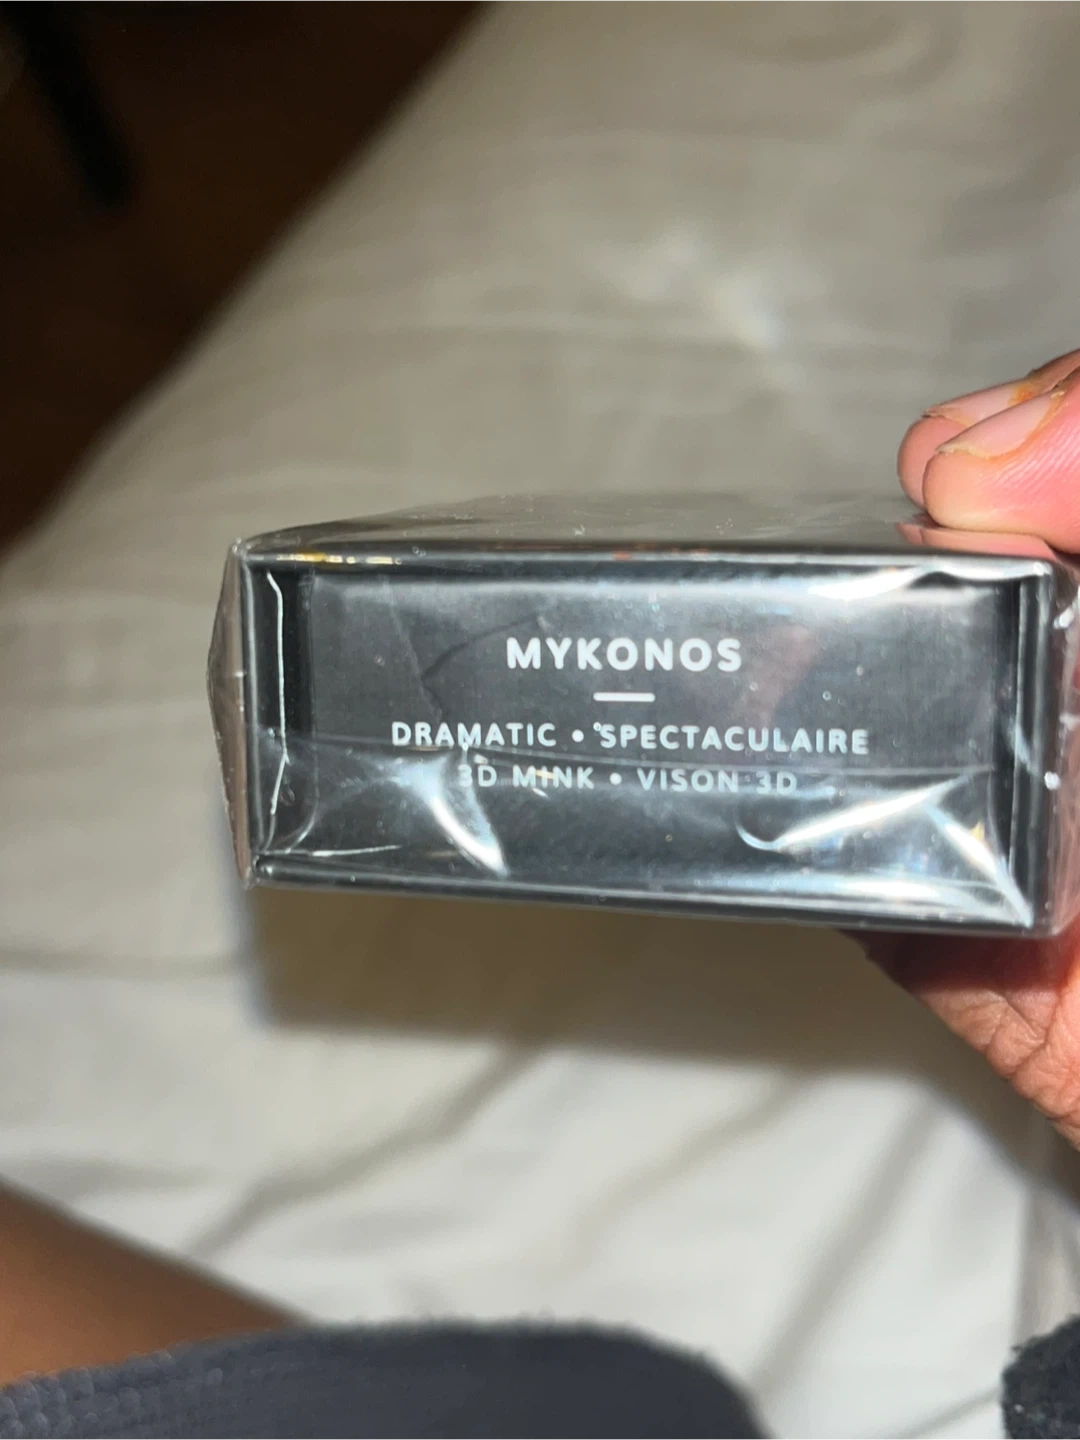 MYKONOS
DRAMATIC • SPECTACULAIRE
3D MINK • VISON 3D